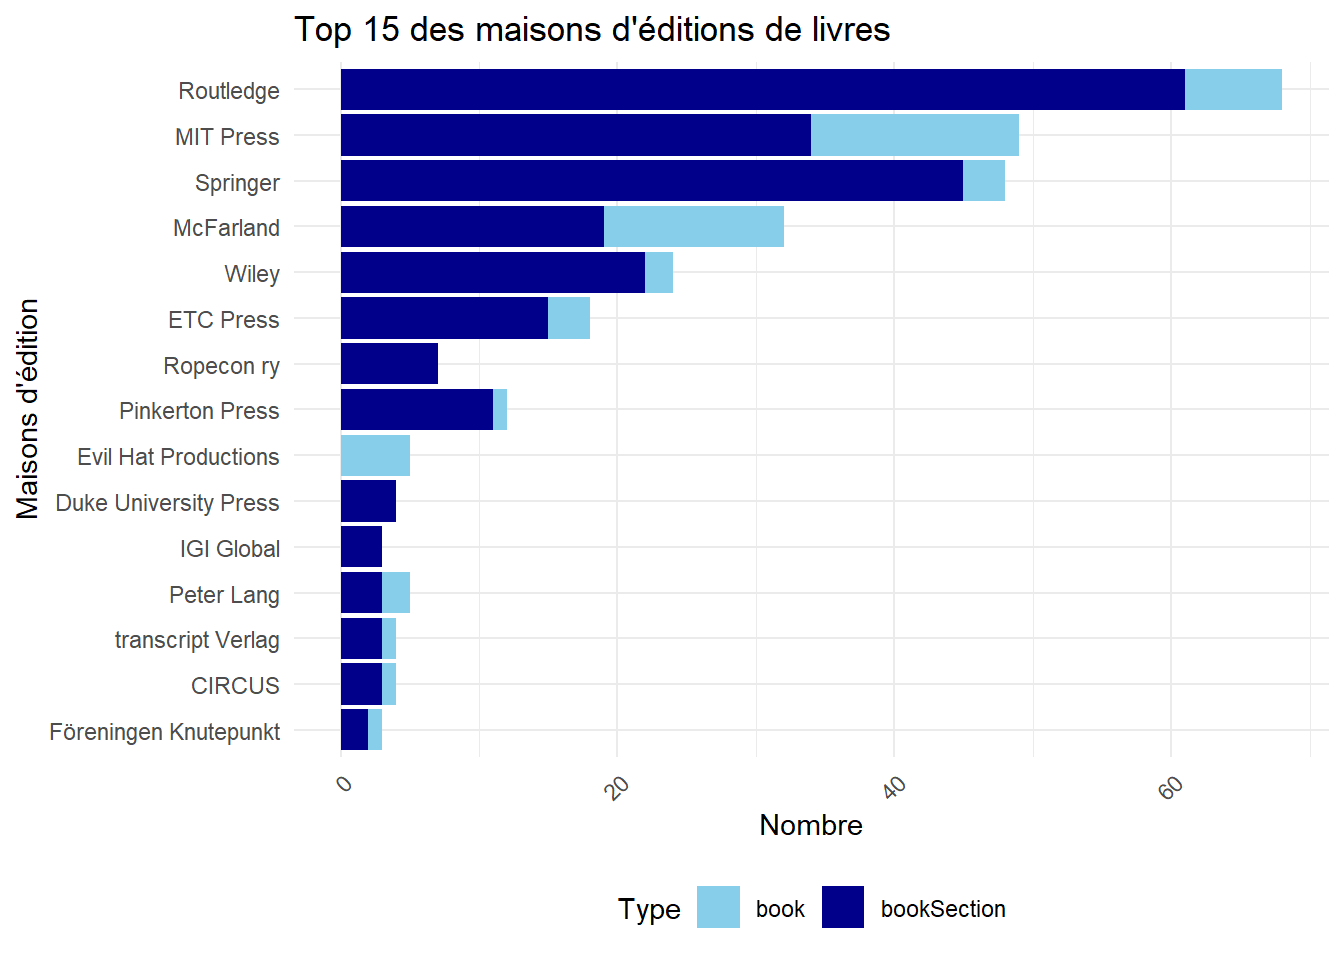 Top 15 des maisons d'éditions de livres
Maisons d'édition
Routledge
MIT Press
Springer
McFarland
Wiley
ETC Press
Ropecon ry
Pinkerton Press
Evil Hat Productions
Duke University Press
IGI Global
Peter Lang
transcript Verlag
CIRCUS
Föreningen Knutepunkt
0 20 40 60
Nombre
Type book bookSection